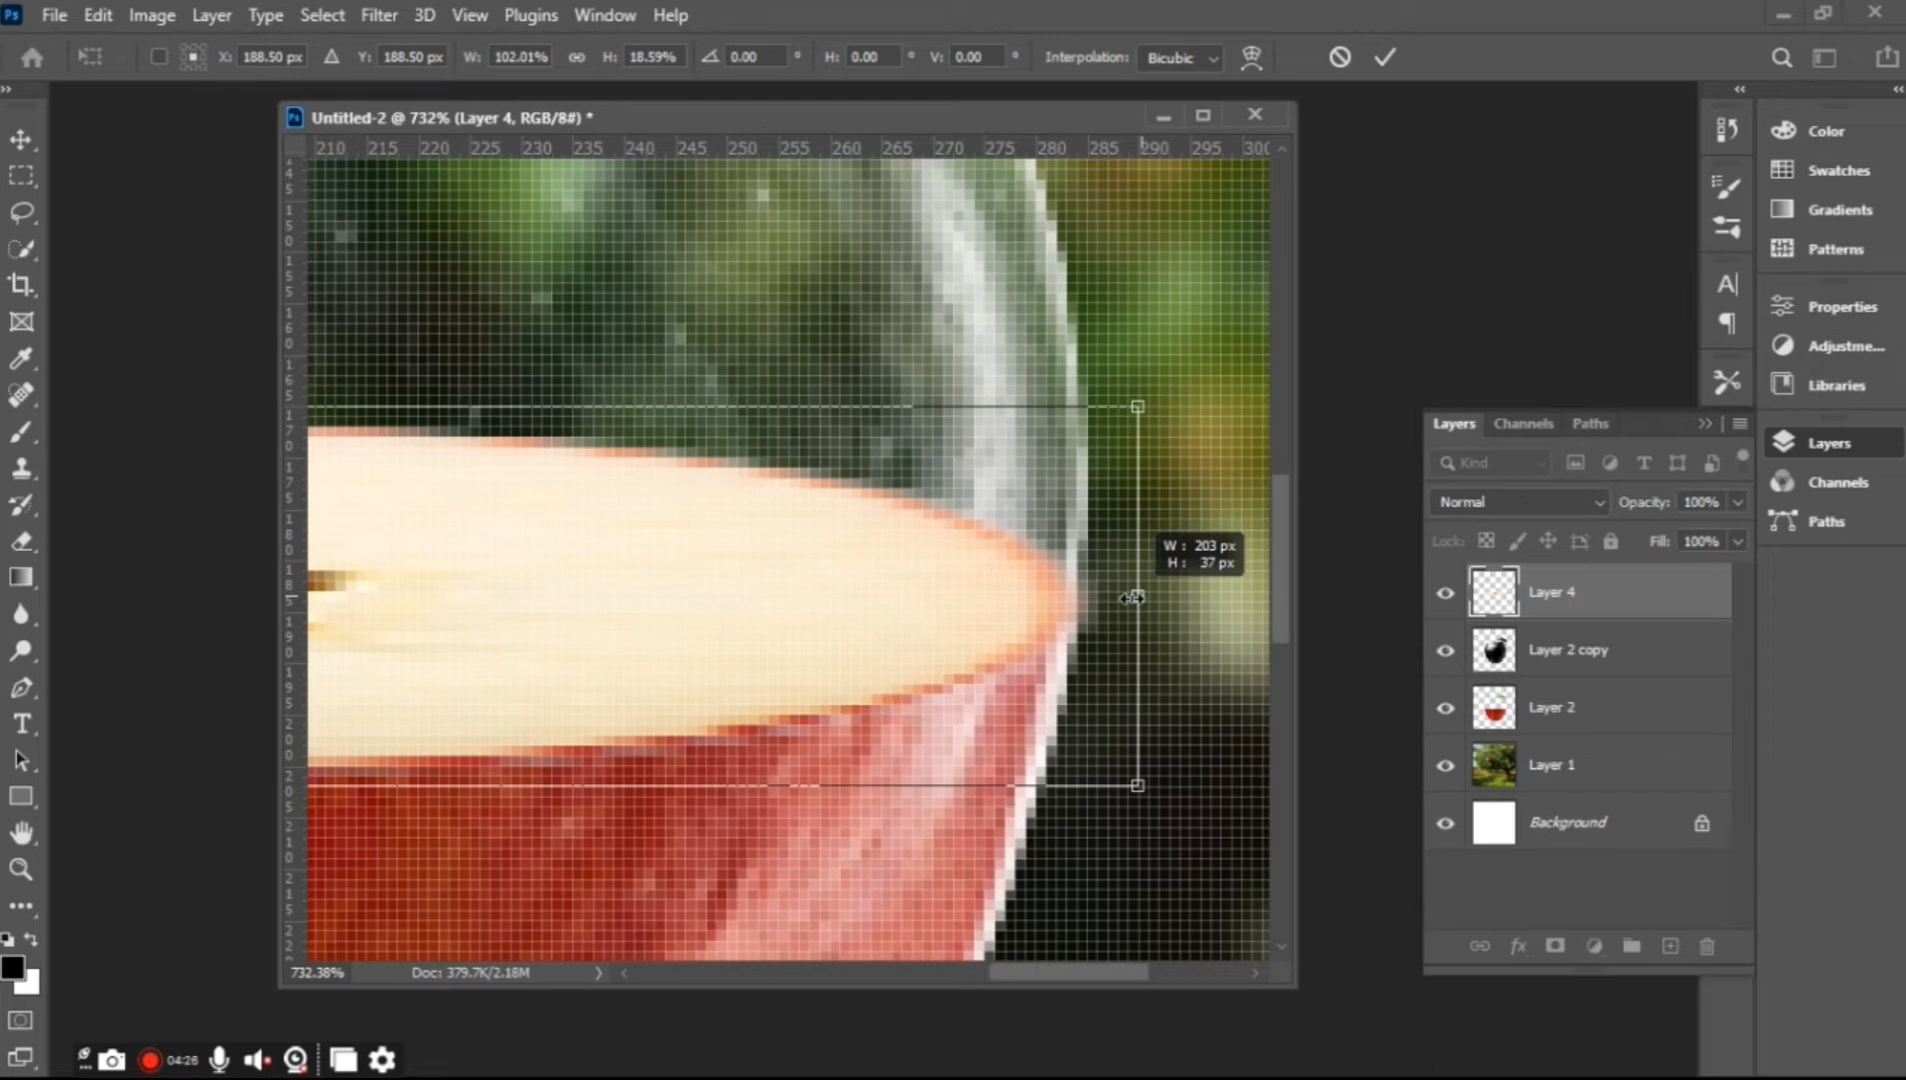 Ps File Edit Image Layer Type Select Filter 3D View Plugins Window Help
X: 188.50 px Y: 188.50 px W: 102.01% H: 18.59% 0.00 ° H: 0.00 ° V: 0.00 ° Interpolation: Bicubic
Ps Untitled-2 @ 732% (Layer 4, RGB/8#) *
210 215 220 225 230 235 240 245 250 255 260 265 270 275 280 285 290 295 300
Color
Swatches
Gradients
Patterns
Properties
Adjustme...
Libraries
Layers
Channels
Paths
W : 203 px
H : 37 px
Layers Channels Paths
Kind
Normal Opacity: 100%
Lock: Fill: 100%
Layer 4
Layer 2 copy
Layer 2
Layer 1
Background
fx
732.38% Doc: 379.7K/2.18M
04:26